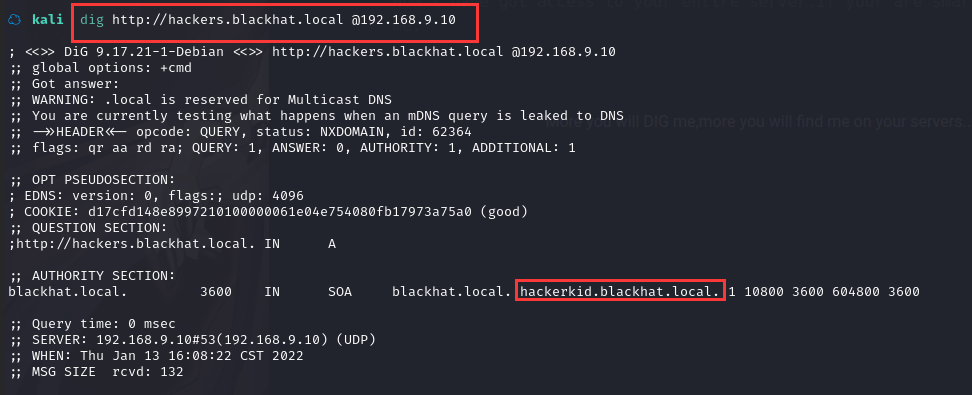 kali dig http://hackers.blackhat.local @192.168.9.10
; <<>> DiG 9.17.21-1-Debian <<>> http://hackers.blackhat.local @192.168.9.10
;; global options: +cmd
;; Got answer:
;; WARNING: .local is reserved for Multicast DNS
;; You are currently testing what happens when an mDNS query is leaked to DNS
;; ->>HEADER<<- opcode: QUERY, status: NXDOMAIN, id: 62364
;; flags: qr aa rd ra; QUERY: 1, ANSWER: 0, AUTHORITY: 1, ADDITIONAL: 1
more you will DIG me,more you will find me on your servers.
;; OPT PSEUDOSECTION:
; EDNS: version: 0, flags:; udp: 4096
; COOKIE: d17cfd148e8997210100000061e04e754080fb17973a75a0 (good)
;; QUESTION SECTION:
;http://hackers.blackhat.local. IN A
;; AUTHORITY SECTION:
blackhat.local. 3600 IN SOA blackhat.local. hackerkid.blackhat.local. 1 10800 3600 604800 3600
;; Query time: 0 msec
;; SERVER: 192.168.9.10#53(192.168.9.10) (UDP)
;; WHEN: Thu Jan 13 16:08:22 CST 2022
;; MSG SIZE rcvd: 132